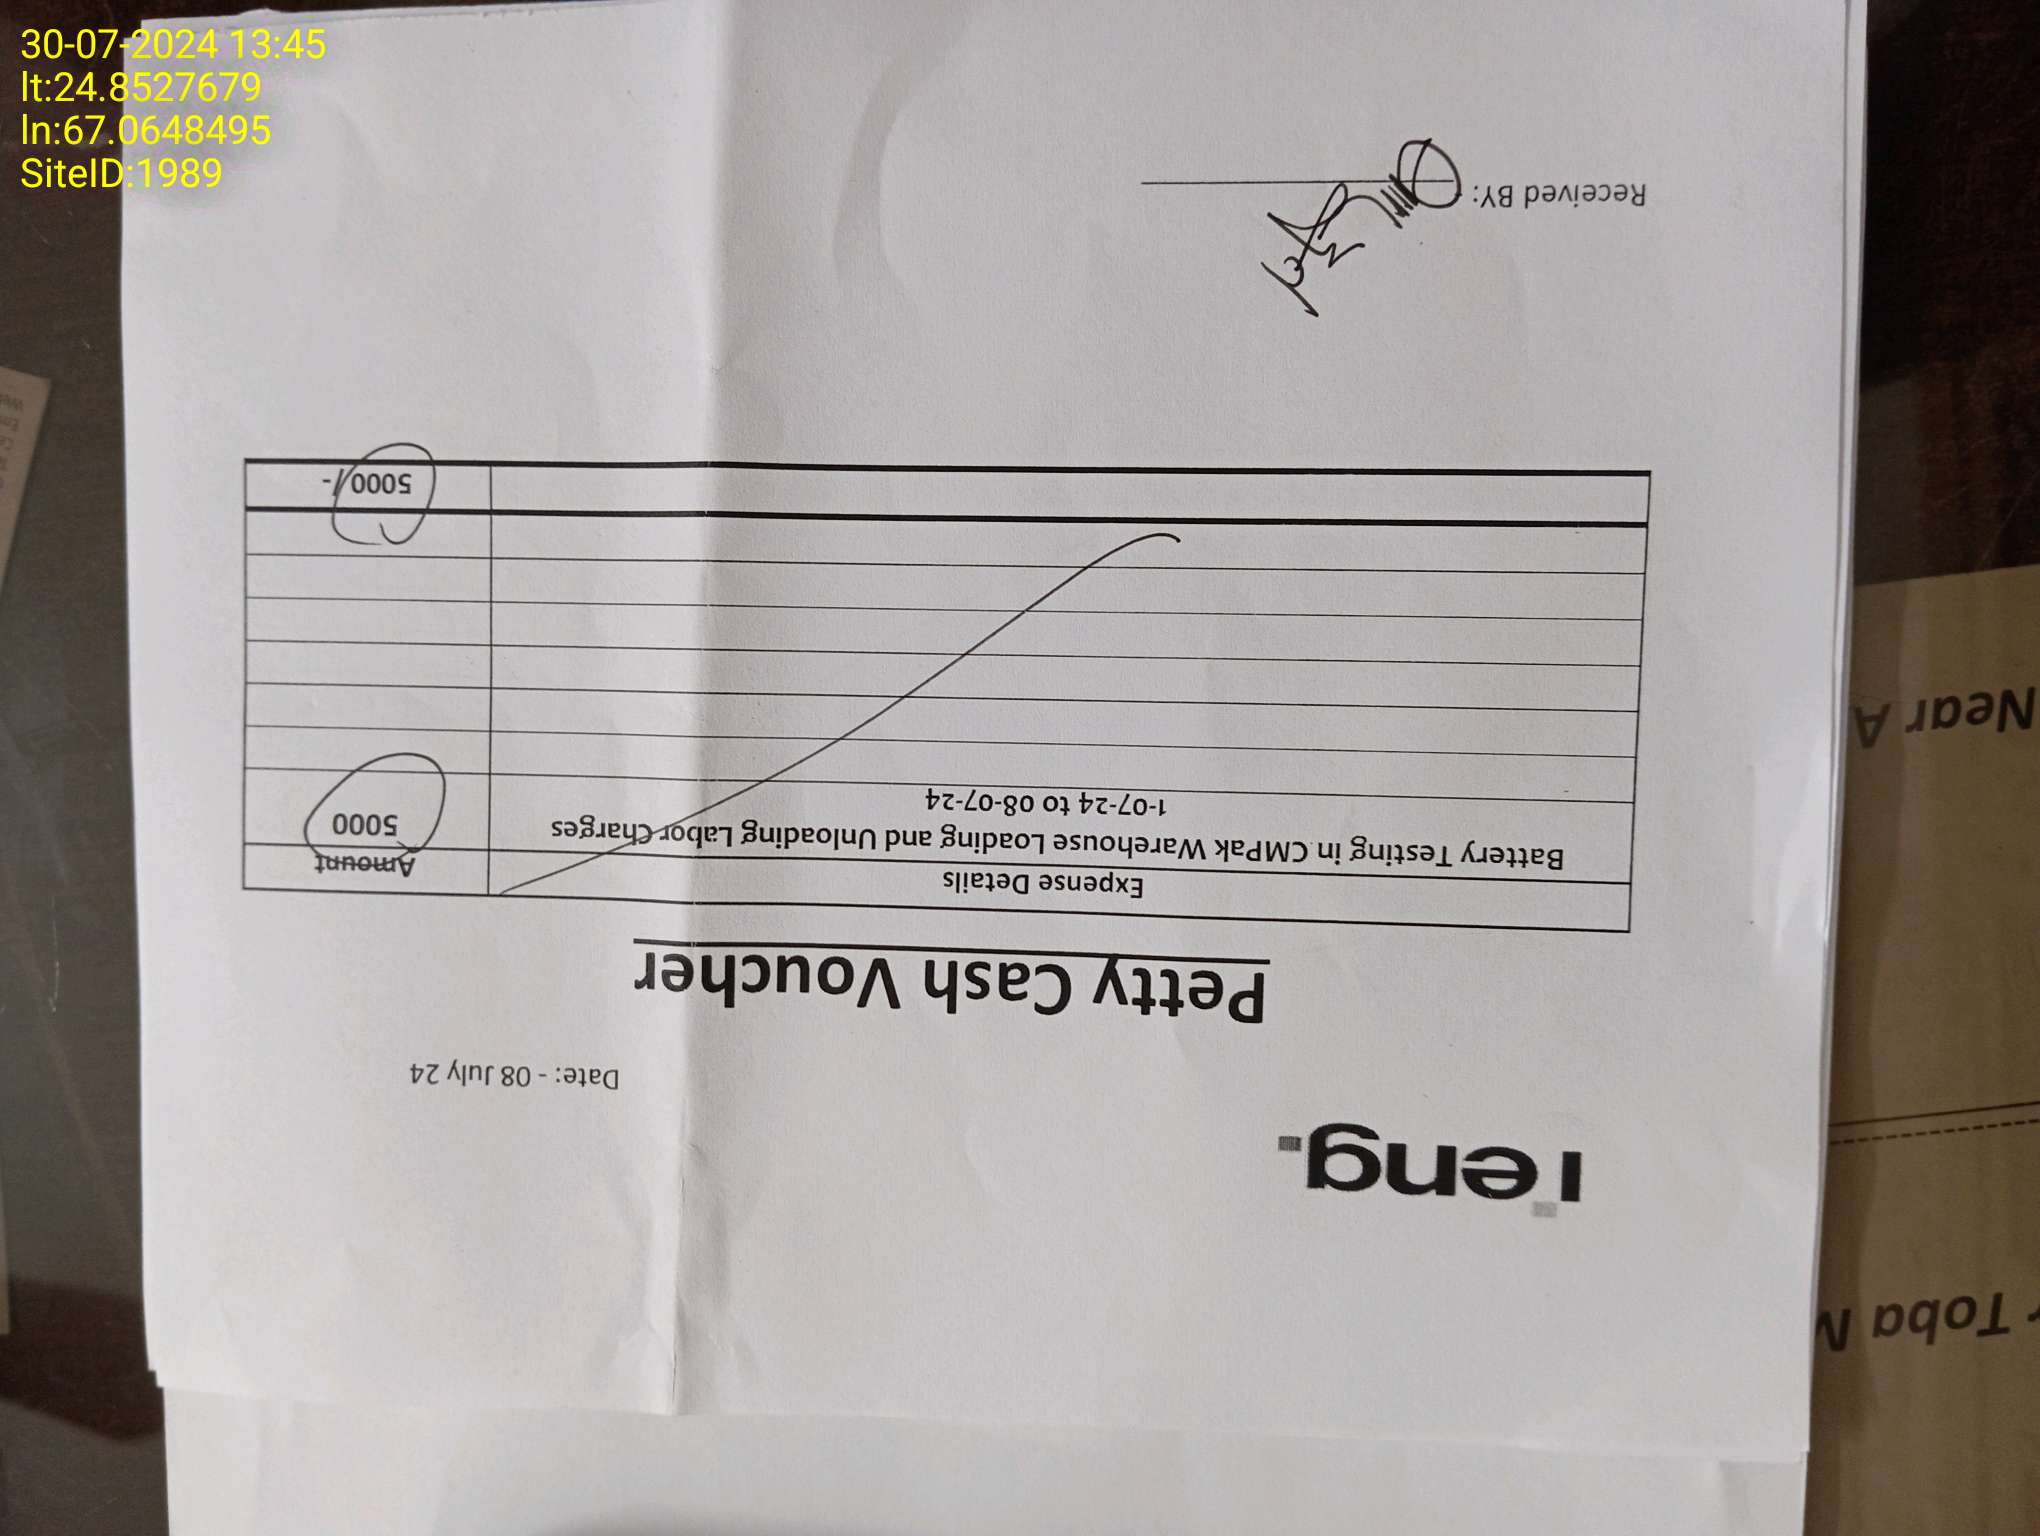 30-07-2024 13:45
lt:24.8527679
ln:67.0648495
SiteID:1989
Date: - 08 July 24
Petty Cash Voucher
Expense Details Amount
Battery Testing in CMPak Warehouse Loading and Unloading Labor Charges 5000
1-07-24 to 08-07-24
5000/-
Received BY:
Near A
Toba